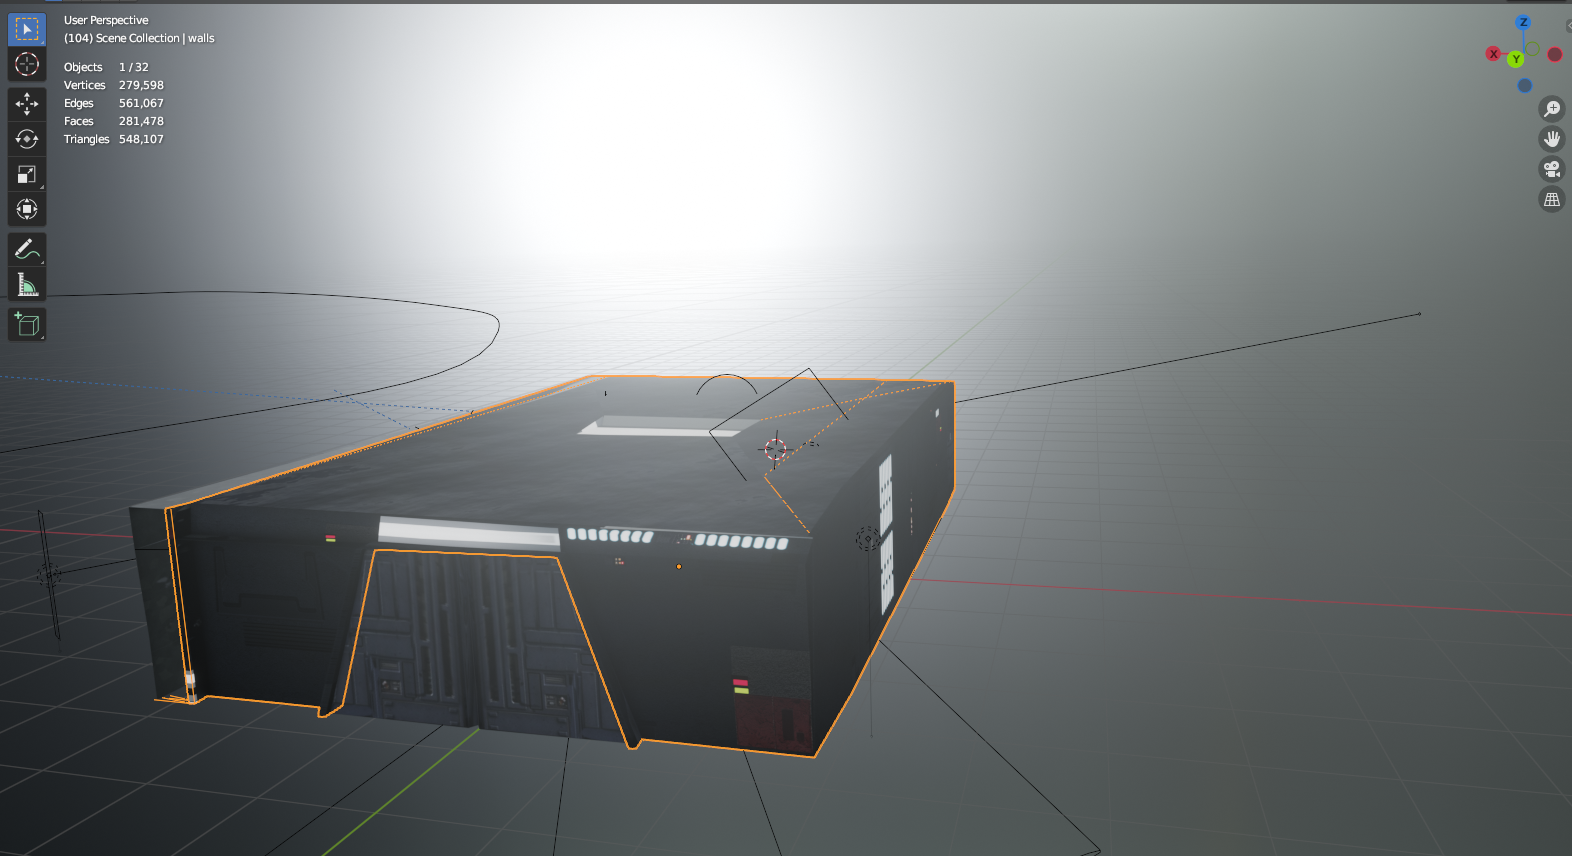 User Perspective
(104) Scene Collection | walls
Objects 1 / 32
Vertices 279,598
Edges 561,067
Faces 281,478
Triangles 548,107
Z
X
Y